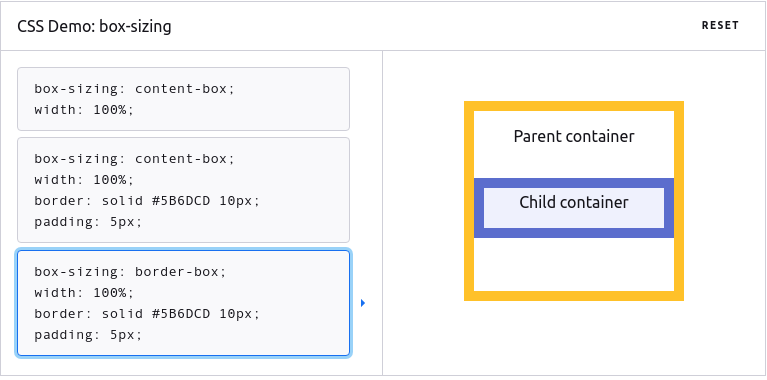 CSS Demo: box-sizing
RESET
box-sizing: content-box;
width: 100%;
box-sizing: content-box;
width: 100%;
border: solid #5B6DCD 10px;
padding: 5px;
box-sizing: border-box;
width: 100%;
border: solid #5B6DCD 10px;
padding: 5px;
Parent container
Child container